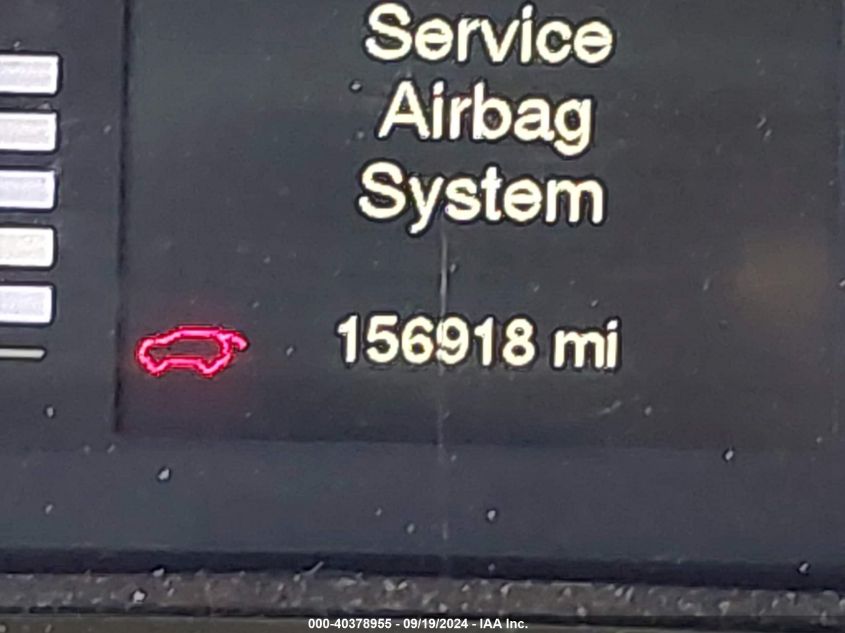 Service
Airbag
System
156918 mi
000-40378955 - 09/19/2024 - IAA Inc.